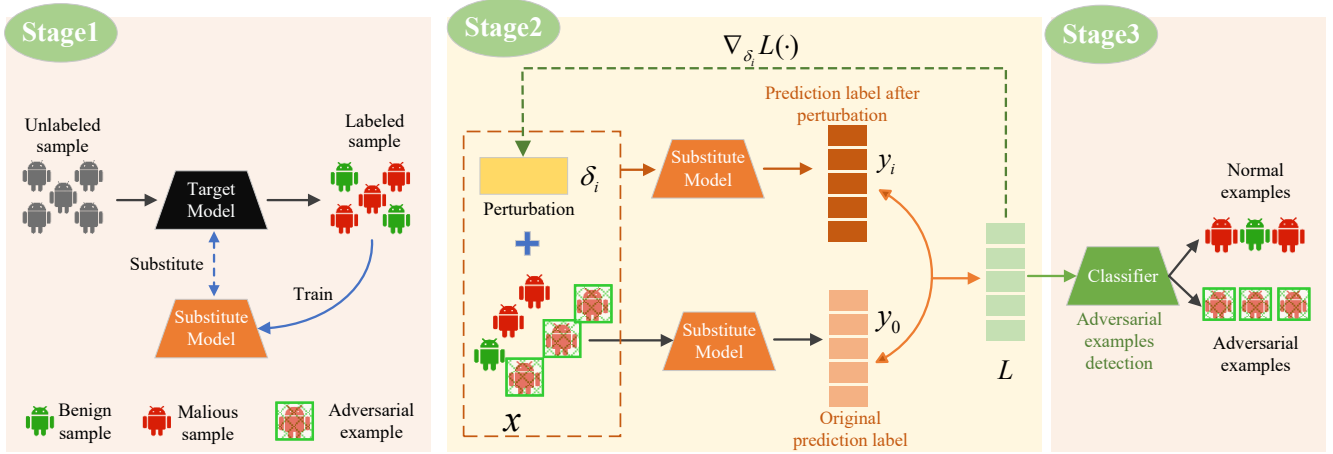 Stage1
Unlabeled
sample
Target
Model
Labeled
sample
Substitute
Train
Substitute
Model
Benign
sample
Malious
sample
Adversarial
example
Stage2
∇δᵢ L(·)
Perturbation
δᵢ
x
Substitute
Model
Prediction label after
perturbation
yᵢ
Substitute
Model
y₀
Original
prediction label
L
Stage3
Classifier
Adversarial
examples
detection
Normal
examples
Adversarial
examples